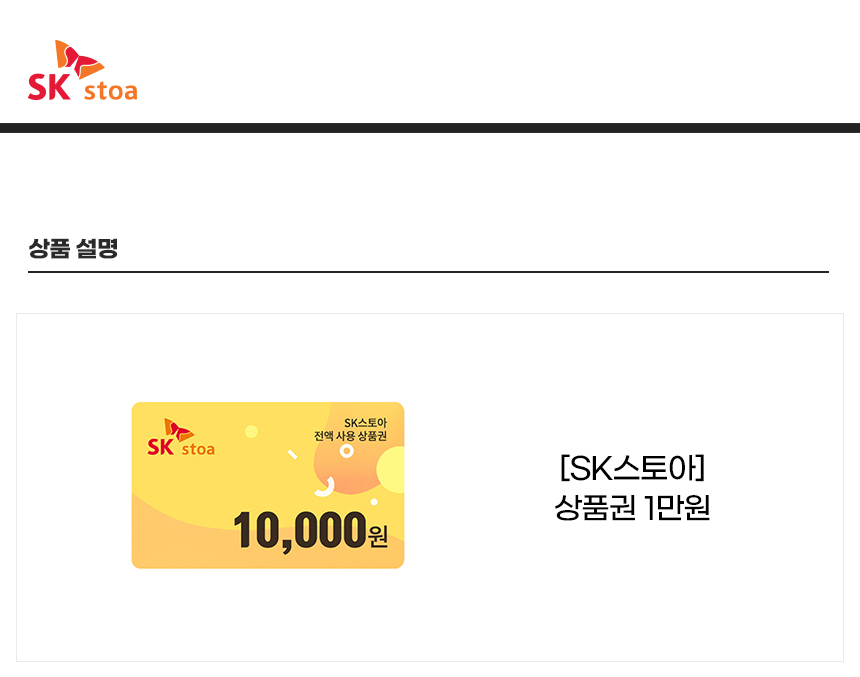 SK stoa
상품 설명
SK stoa
SK스토아
전액 사용 상품권
10,000원
[SK스토아]
상품권 1만원